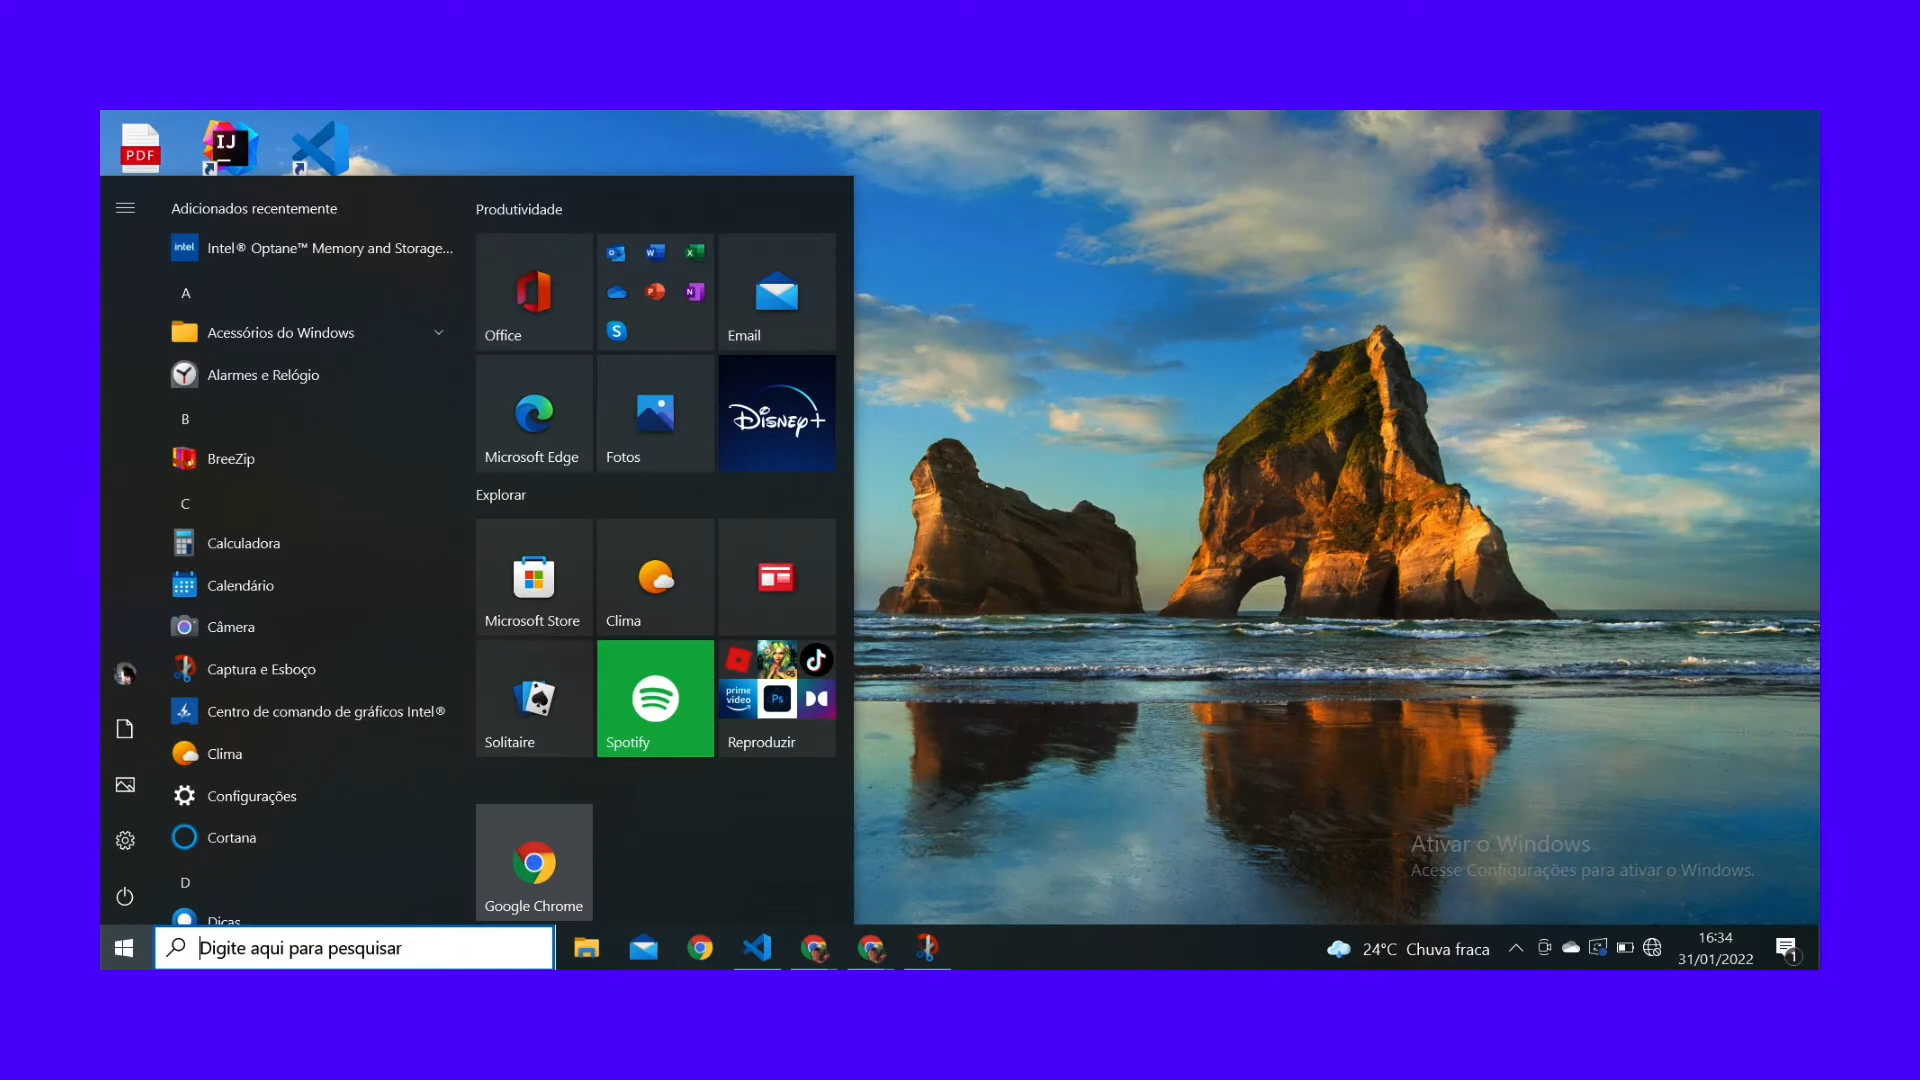 PDF
IJ
Adicionados recentemente
intel
Intel® Optane™ Memory and Storage...
A
Acessórios do Windows
Alarmes e Relógio
B
BreeZip
C
Calculadora
Calendário
Câmera
Captura e Esboço
Centro de comando de gráficos Intel®
Clima
Configurações
Cortana
D
Dicas
Produtividade
Office
Email
Microsoft Edge
Fotos
Disney+
Explorar
Microsoft Store
Clima
Solitaire
Spotify
prime video
Ps
Reproduzir
Google Chrome
Ativar o Windows
Acesse Configurações para ativar o Windows.
Digite aqui para pesquisar
24°C Chuva fraca
16:34
31/01/2022
1